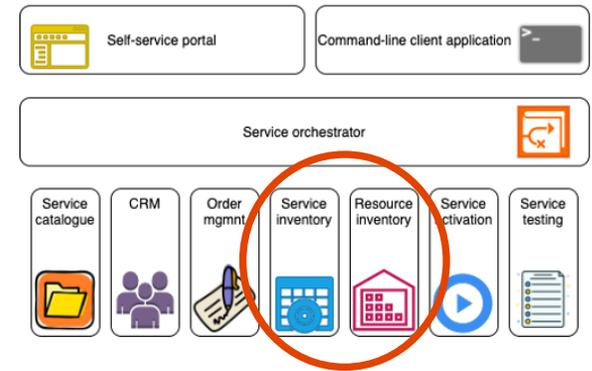 Self-service portal
Command-line client application
>_
Service orchestrator
Service
catalogue
CRM
Order
mgmnt
Service
inventory
Resource
inventory
Service
activation
Service
testing